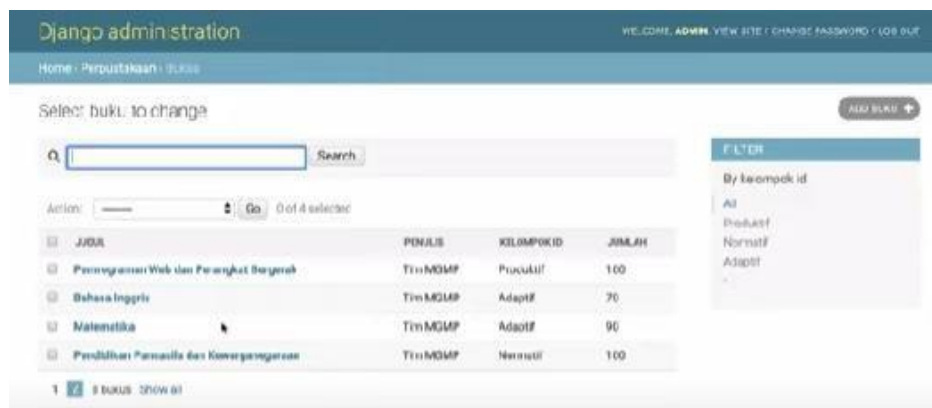 Django administration
WELCOME, ADMIN. VIEW SITE / CHANGE PASSWORD / LOG OUT
Home › Perpustakaan › Bukus
Select buku to change
ADD BUKU +
Search
FILTER
By kelompok id
All
Produktif
Normatif
Adaptif
-
Action: ---------
Go
0 of 4 selected
JUDUL PENULIS KELOMPOK ID JUMLAH
Pemrograman Web dan Perangkat Bergerak Tim MGMP Produktif 100
Bahasa Inggris Tim MGMP Adaptif 70
Matematika Tim MGMP Adaptif 90
Pendidikan Pancasila dan Kewarganegaraan Tim MGMP Normatif 100
1 2 bukus Show all